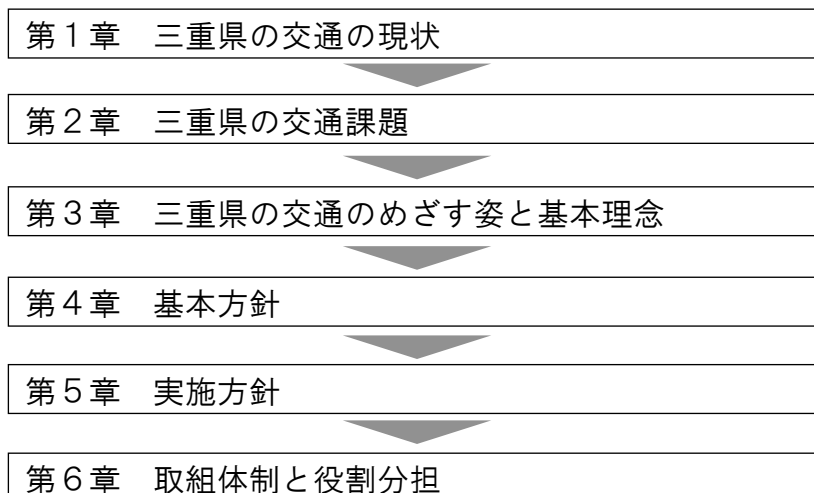 第１章　三重県の交通の現状
第２章　三重県の交通課題
第３章　三重県の交通のめざす姿と基本理念
第４章　基本方針
第５章　実施方針
第６章　取組体制と役割分担